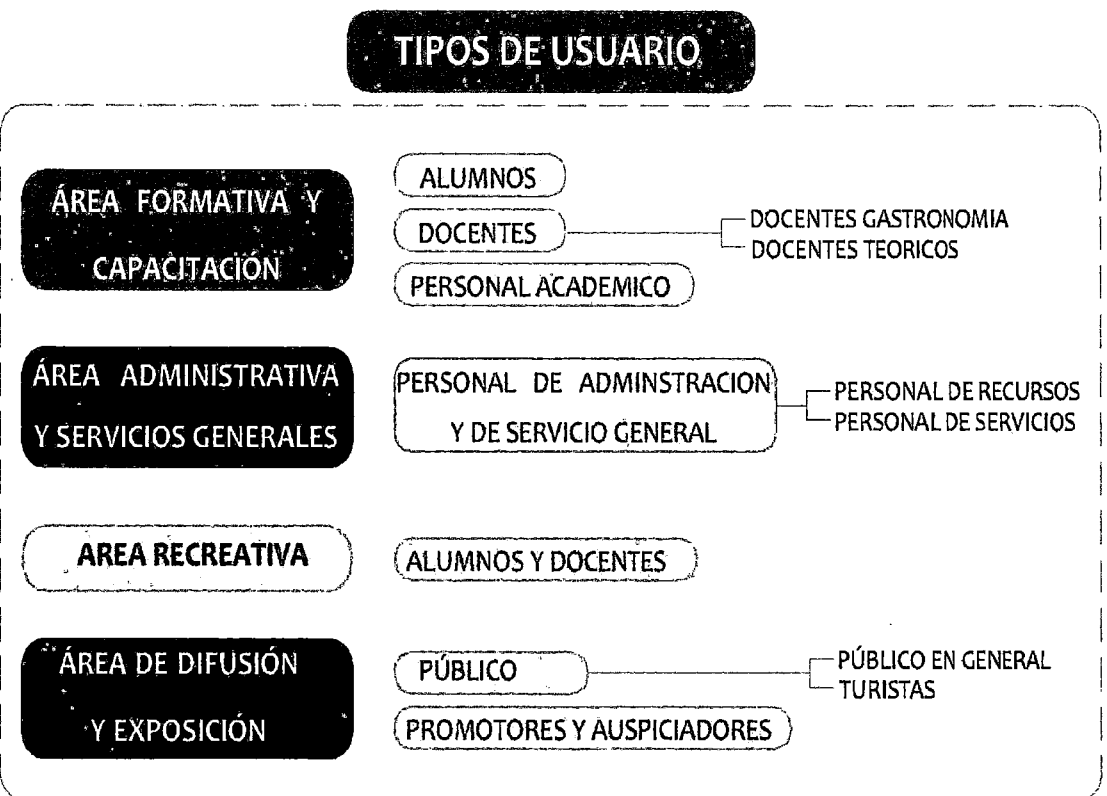 TIPOS DE USUARIO
ÁREA FORMATIVA Y
CAPACITACIÓN
ALUMNOS
DOCENTES
DOCENTES GASTRONOMIA
DOCENTES TEORICOS
PERSONAL ACADEMICO
ÁREA ADMINISTRATIVA
Y SERVICIOS GENERALES
PERSONAL DE ADMINSTRACION
Y DE SERVICIO GENERAL
PERSONAL DE RECURSOS
PERSONAL DE SERVICIOS
AREA RECREATIVA
ALUMNOS Y DOCENTES
ÁREA DE DIFUSIÓN
Y EXPOSICIÓN
PÚBLICO
PÚBLICO EN GENERAL
TURISTAS
PROMOTORES Y AUSPICIADORES